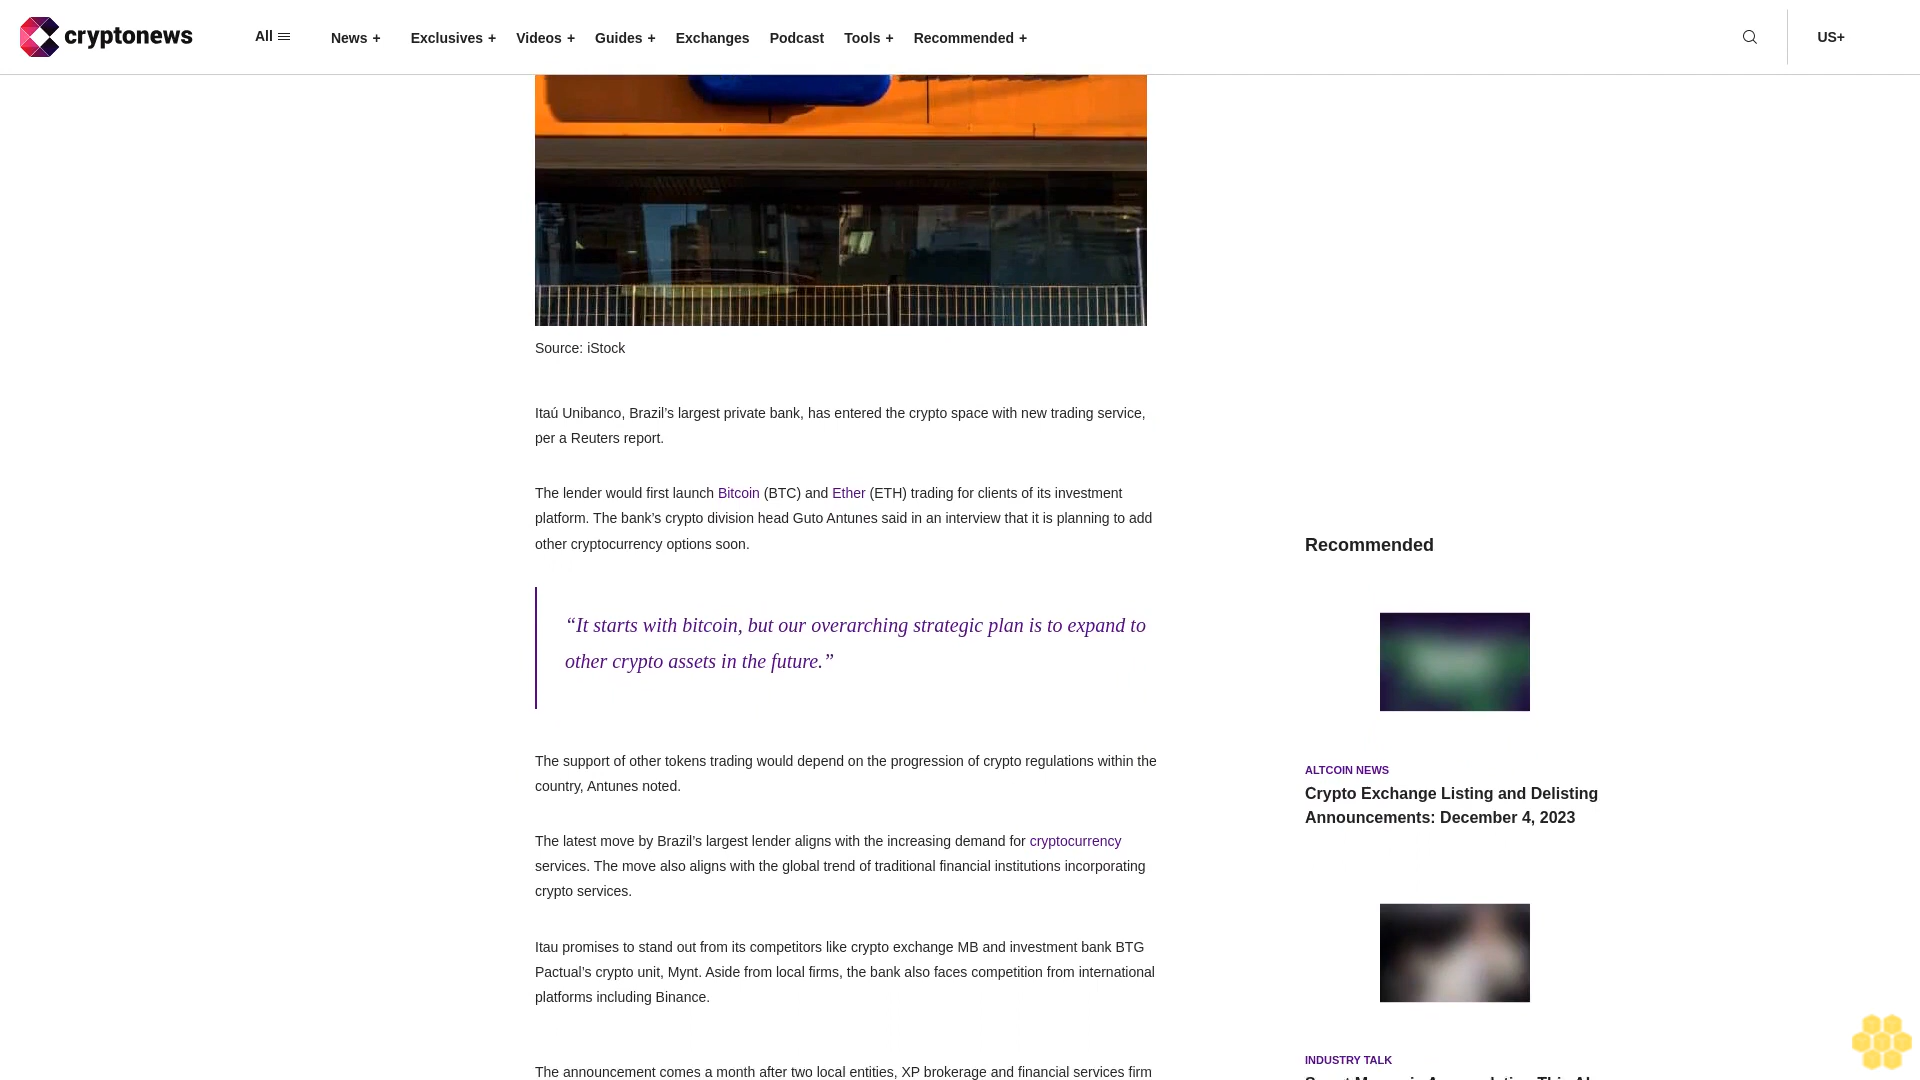 cryptonews
All
News +
Exclusives +
Videos +
Guides +
Exchanges
Podcast
Tools +
Recommended +
US+
Source: iStock
Itaú Unibanco, Brazil’s largest private bank, has entered the crypto space with new trading service,
per a Reuters report.
The lender would first launch Bitcoin (BTC) and Ether (ETH) trading for clients of its investment
platform. The bank’s crypto division head Guto Antunes said in an interview that it is planning to add
other cryptocurrency options soon.
“It starts with bitcoin, but our overarching strategic plan is to expand to
other crypto assets in the future.”
The support of other tokens trading would depend on the progression of crypto regulations within the
country, Antunes noted.
The latest move by Brazil’s largest lender aligns with the increasing demand for cryptocurrency
services. The move also aligns with the global trend of traditional financial institutions incorporating
crypto services.
Itau promises to stand out from its competitors like crypto exchange MB and investment bank BTG
Pactual’s crypto unit, Mynt. Aside from local firms, the bank also faces competition from international
platforms including Binance.
The announcement comes a month after two local entities, XP brokerage and financial services firm
Recommended
ALTCOIN NEWS
Crypto Exchange Listing and Delisting
Announcements: December 4, 2023
INDUSTRY TALK